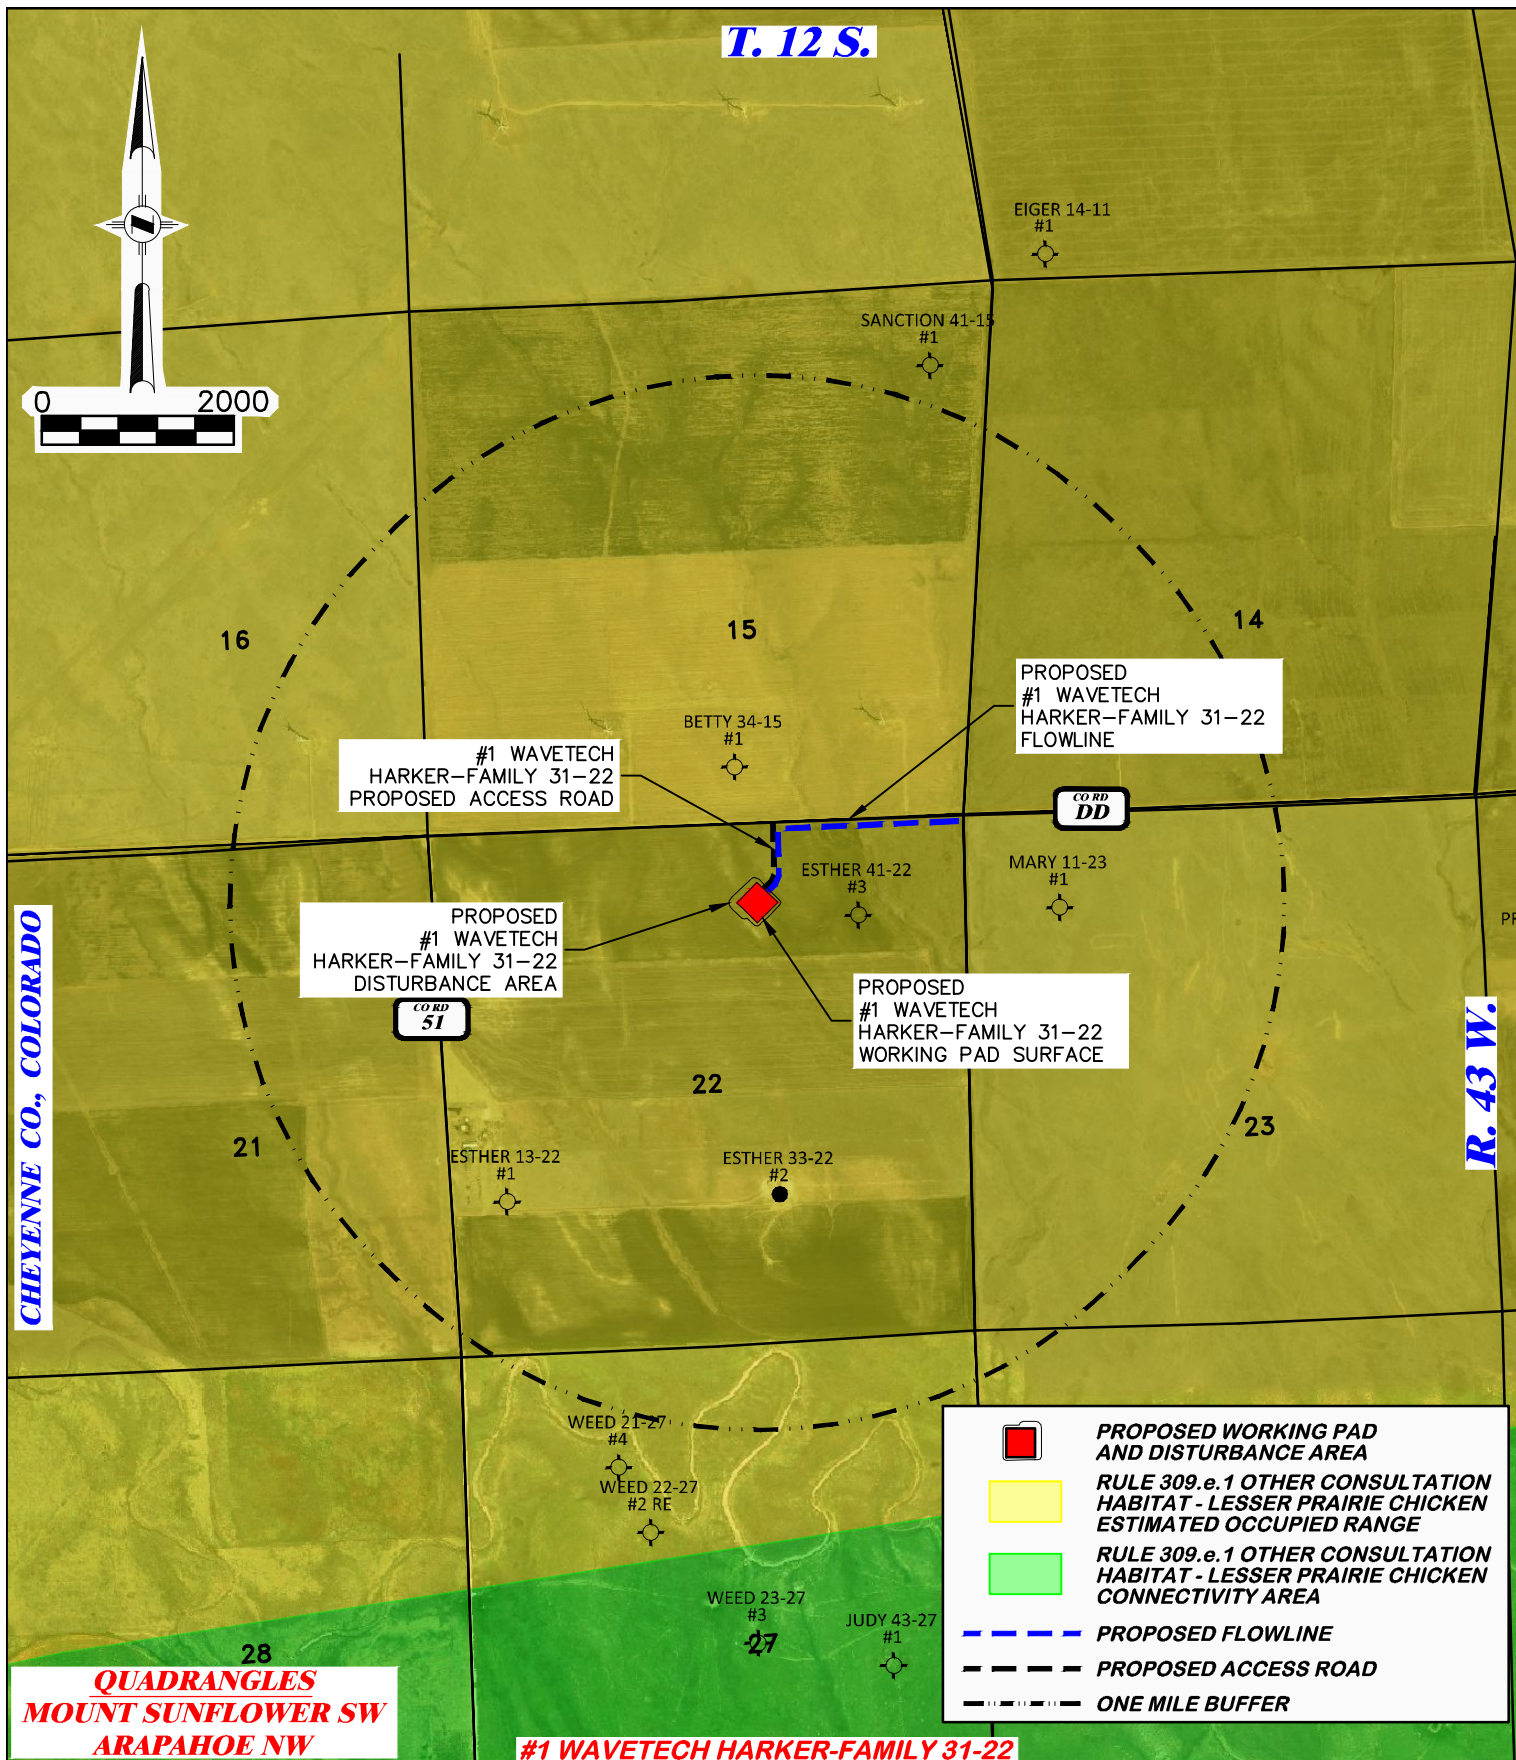 T. 12 S.
0 2000
EIGER 14-11
#1
SANCTION 41-15
#1
16
15
14
PROPOSED
#1 WAVETECH
HARKER-FAMILY 31-22
FLOWLINE
BETTY 34-15
#1
#1 WAVETECH
HARKER-FAMILY 31-22
PROPOSED ACCESS ROAD
CO RD
DD
ESTHER 41-22
#3
MARY 11-23
#1
PROPOSED
#1 WAVETECH
HARKER-FAMILY 31-22
DISTURBANCE AREA
CO RD
51
PROPOSED
#1 WAVETECH
HARKER-FAMILY 31-22
WORKING PAD SURFACE
CHEYENNE CO., COLORADO
R. 43 W.
22
21
23
ESTHER 13-22
#1
ESTHER 33-22
#2
WEED 21-27
#4
WEED 22-27
#2 RE
WEED 23-27
#3
27
JUDY 43-27
#1
28
PROPOSED WORKING PAD
AND DISTURBANCE AREA
RULE 309.e.1 OTHER CONSULTATION
HABITAT - LESSER PRAIRIE CHICKEN
ESTIMATED OCCUPIED RANGE
RULE 309.e.1 OTHER CONSULTATION
HABITAT - LESSER PRAIRIE CHICKEN
CONNECTIVITY AREA
PROPOSED FLOWLINE
PROPOSED ACCESS ROAD
ONE MILE BUFFER
QUADRANGLES
MOUNT SUNFLOWER SW
ARAPAHOE NW
#1 WAVETECH HARKER-FAMILY 31-22